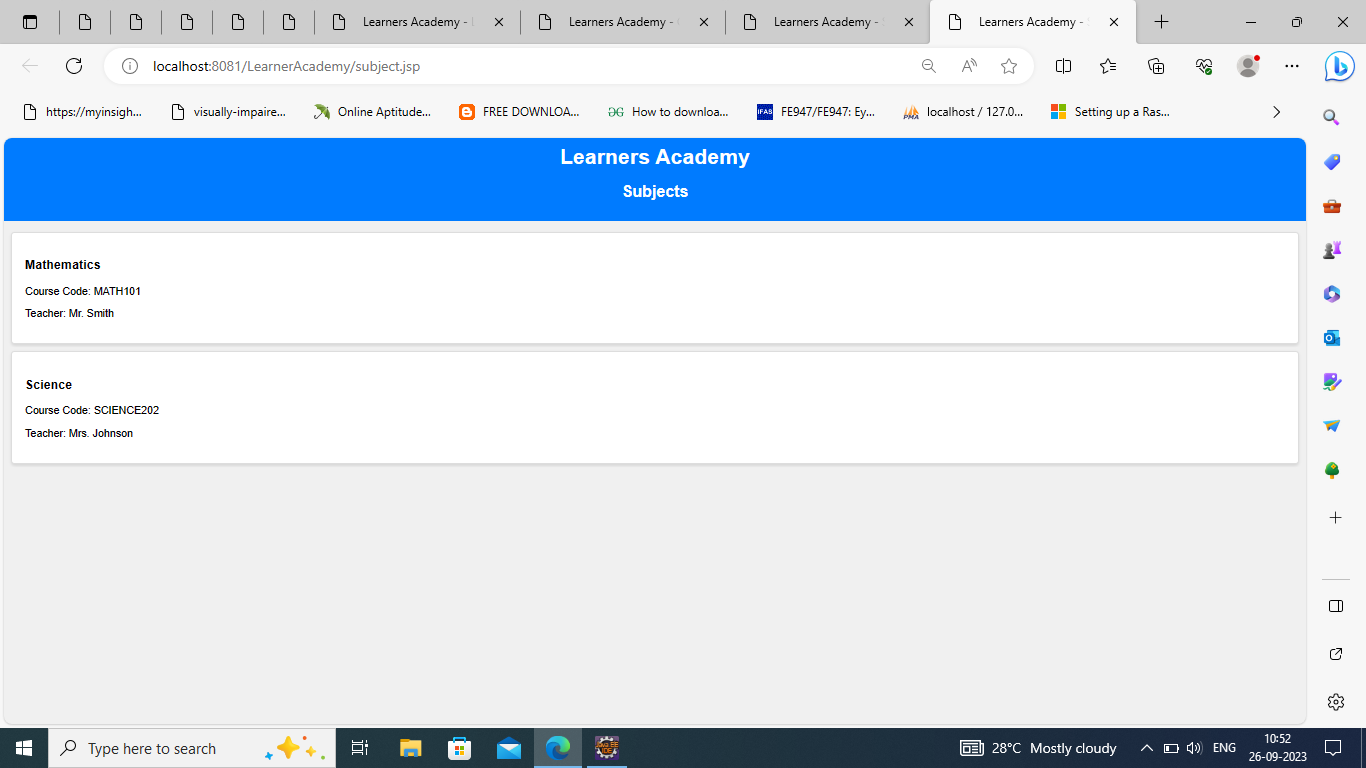 Learners Academy -
Learners Academy -
Learners Academy -
Learners Academy -
localhost:8081/LearnerAcademy/subject.jsp
https://myinsigh...
visually-impaire...
Online Aptitude...
FREE DOWNLOA...
How to downloa...
IFAS
FE947/FE947: Ey...
PMA
localhost / 127.0...
Setting up a Ras...
Learners Academy
Subjects
Mathematics
Course Code: MATH101
Teacher: Mr. Smith
Science
Course Code: SCIENCE202
Teacher: Mrs. Johnson
Type here to search
28°C Mostly cloudy
ENG
10:52
26-09-2023